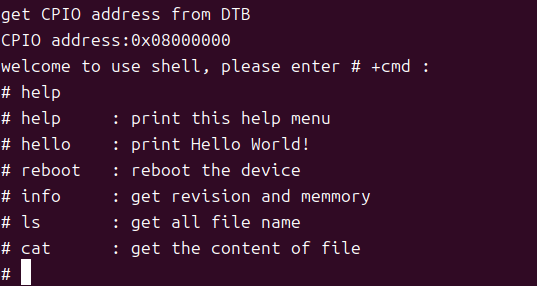 get CPIO address from DTB
CPIO address:0x08000000
welcome to use shell, please enter # +cmd :
# help
# help     : print this help menu
# hello    : print Hello World!
# reboot   : reboot the device
# info     : get revision and memmory
# ls       : get all file name
# cat      : get the content of file
#